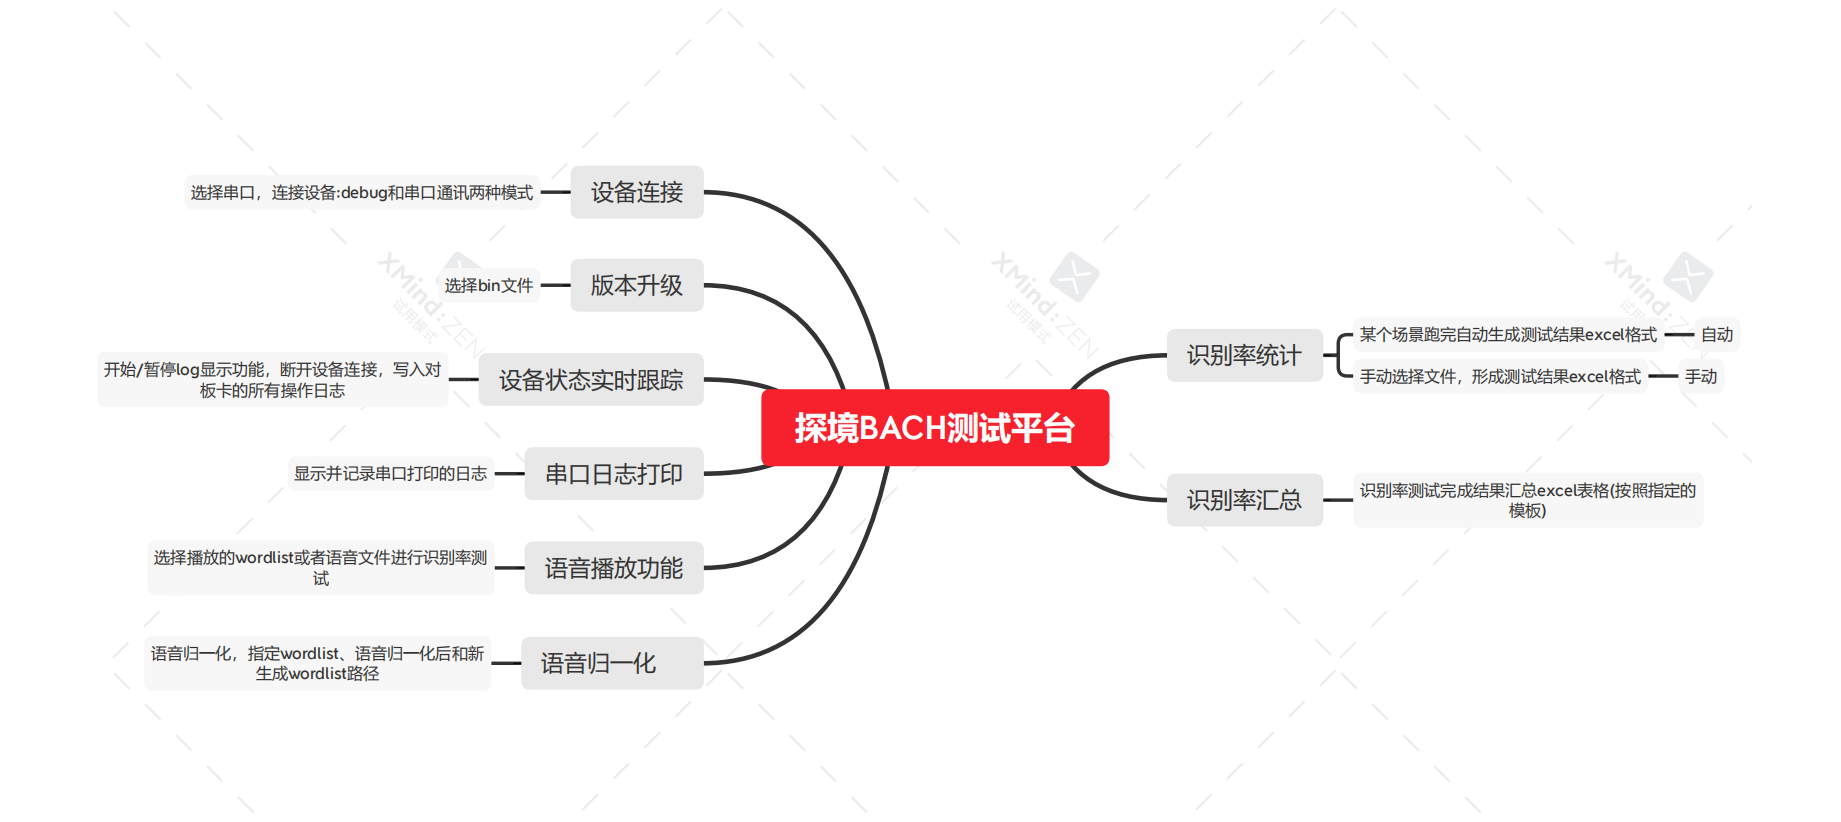 选择串口，连接设备:debug和串口通讯两种模式
设备连接
选择bin文件
版本升级
开始/暂停log显示功能，断开设备连接，写入对
板卡的所有操作日志
设备状态实时跟踪
显示并记录串口打印的日志
串口日志打印
选择播放的wordlist或者语音文件进行识别率测
试
语音播放功能
语音归一化，指定wordlist、语音归一化后和新
生成wordlist路径
语音归一化
探境BACH测试平台
识别率统计
某个场景跑完自动生成测试结果excel格式
自动
手动选择文件，形成测试结果excel格式
手动
识别率汇总
识别率测试完成结果汇总excel表格(按照指定的
模板)
XMind:ZEN
试用模式
XMind:ZEN
试用模式
XMind:ZEN